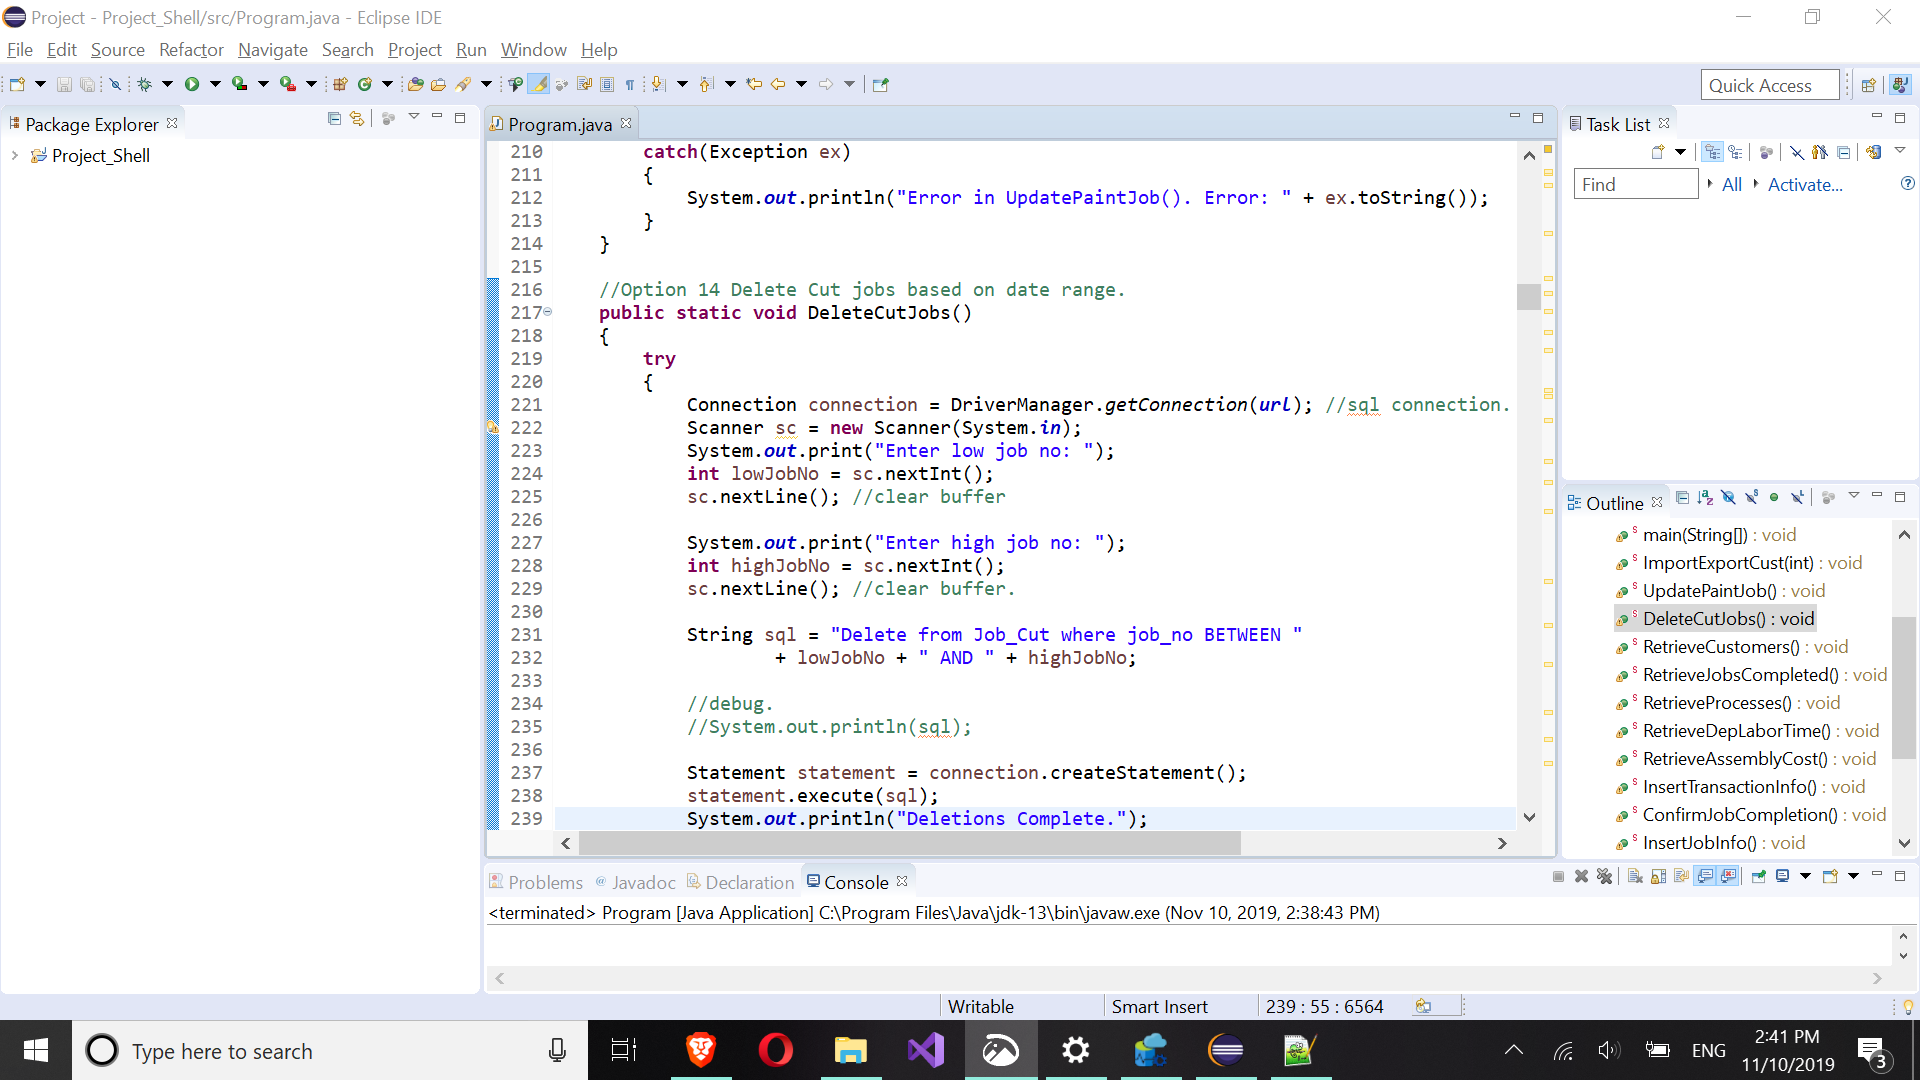 Project - Project_Shell/src/Program.java - Eclipse IDE
File Edit Source Refactor Navigate Search Project Run Window Help
Quick Access
Package Explorer
Project_Shell
Program.java
210 catch(Exception ex)
211 {
212 System.out.println("Error in UpdatePaintJob(). Error: " + ex.toString());
213 }
214 }
215
216 //Option 14 Delete Cut jobs based on date range.
217 public static void DeleteCutJobs()
218 {
219 try
220 {
221 Connection connection = DriverManager.getConnection(url); //sql connection.
222 Scanner sc = new Scanner(System.in);
223 System.out.print("Enter low job no: ");
224 int lowJobNo = sc.nextInt();
225 sc.nextLine(); //clear buffer
226
227 System.out.print("Enter high job no: ");
228 int highJobNo = sc.nextInt();
229 sc.nextLine(); //clear buffer.
230
231 String sql = "Delete from Job_Cut where job_no BETWEEN "
232 + lowJobNo + " AND " + highJobNo;
233
234 //debug.
235 //System.out.println(sql);
236
237 Statement statement = connection.createStatement();
238 statement.execute(sql);
239 System.out.println("Deletions Complete.");
Task List
Find All Activate...
Outline
main(String[]) : void
ImportExportCust(int) : void
UpdatePaintJob() : void
DeleteCutJobs() : void
RetrieveCustomers() : void
RetrieveJobsCompleted() : void
RetrieveProcesses() : void
RetrieveDepLaborTime() : void
RetrieveAssemblyCost() : void
InsertTransactionInfo() : void
ConfirmJobCompletion() : void
InsertJobInfo() : void
Problems Javadoc Declaration Console
<terminated> Program [Java Application] C:\Program Files\Java\jdk-13\bin\javaw.exe (Nov 10, 2019, 2:38:43 PM)
Writable Smart Insert 239 : 55 : 6564
Type here to search
ENG
2:41 PM
11/10/2019
3